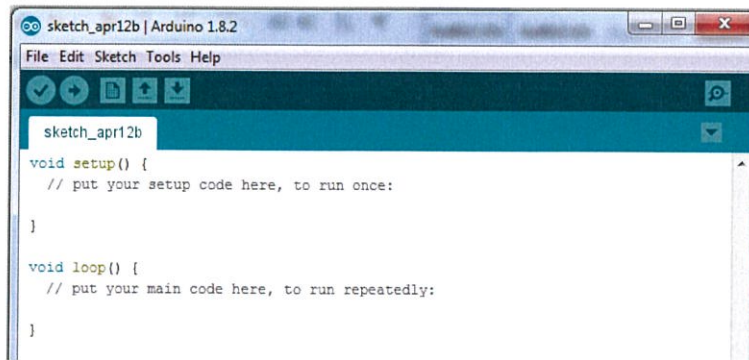 sketch_apr12b | Arduino 1.8.2
File Edit Sketch Tools Help
sketch_apr12b
void setup() {
  // put your setup code here, to run once:
}
void loop() {
  // put your main code here, to run repeatedly:
}